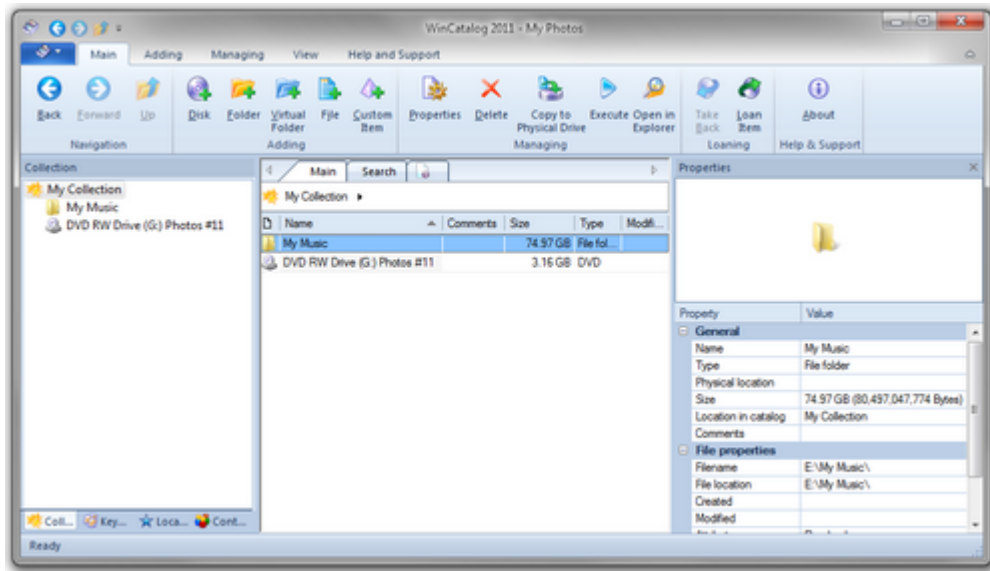 WinCatalog 2011 - My Photos
Main Adding Managing View Help and Support
Back Forward Up Disk Folder Virtual Folder File Custom Item Properties Delete Copy to Physical Drive Execute Open in Explorer Take Back Loan Item About
Navigation Adding Managing Loaning Help & Support
Collection
My Collection
My Music
DVD RW Drive (G:) Photos #11
Main Search
My Collection
Name Comments Size Type Modifi...
My Music 74.97 GB File fol...
DVD RW Drive (G:) Photos #11 3.16 GB DVD
Properties
Property Value
General
Name My Music
Type File folder
Physical location
Size 74.97 GB (80,497,047,774 Bytes)
Location in catalog My Collection
Comments
File properties
Filename E:\My Music\
File location E:\My Music\
Created
Modified
Coll... Key... Loca... Cont...
Ready